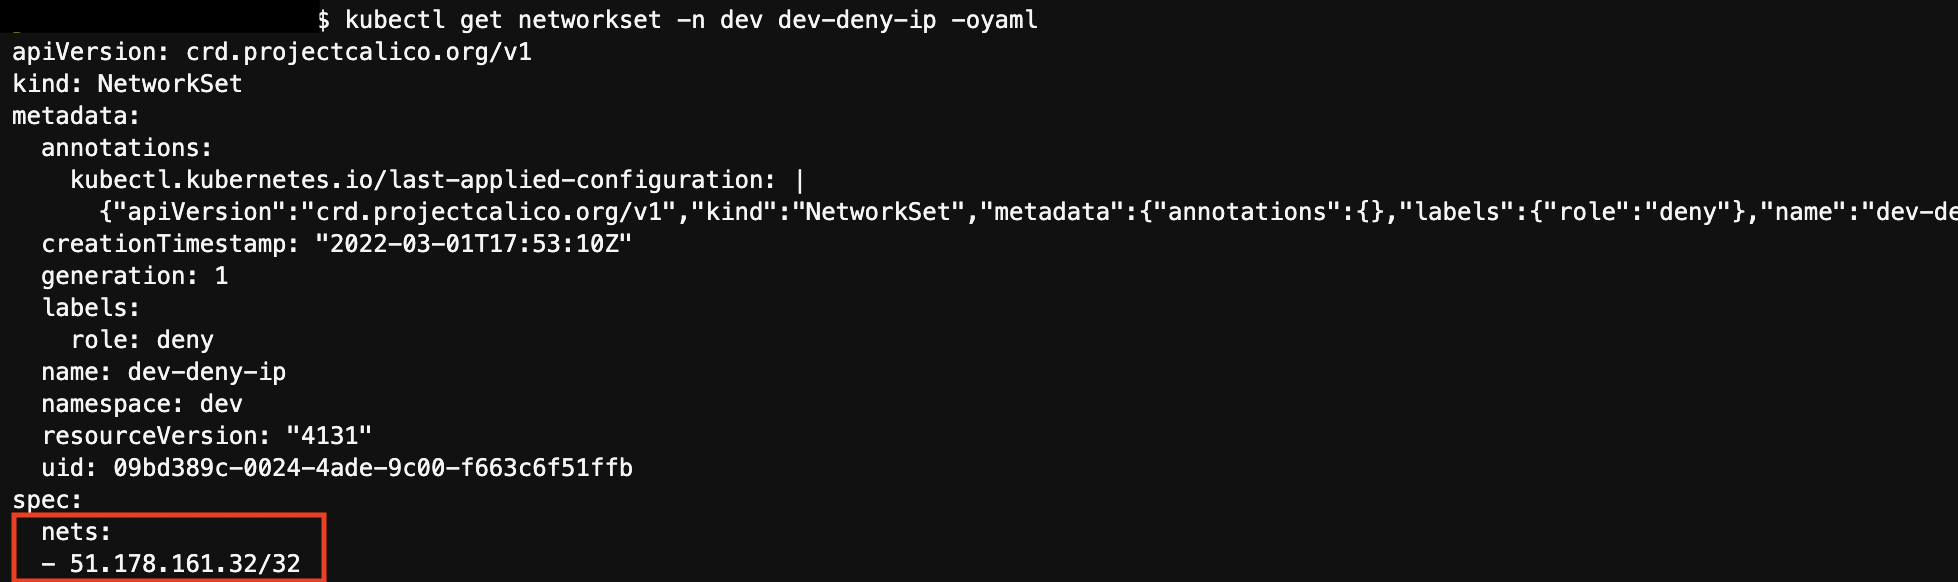 $ kubectl get networkset -n dev dev-deny-ip -oyaml
apiVersion: crd.projectcalico.org/v1
kind: NetworkSet
metadata:
  annotations:
    kubectl.kubernetes.io/last-applied-configuration: |
      {"apiVersion":"crd.projectcalico.org/v1","kind":"NetworkSet","metadata":{"annotations":{},"labels":{"role":"deny"},"name":"dev-de
  creationTimestamp: "2022-03-01T17:53:10Z"
  generation: 1
  labels:
    role: deny
  name: dev-deny-ip
  namespace: dev
  resourceVersion: "4131"
  uid: 09bd389c-0024-4ade-9c00-f663c6f51ffb
spec:
  nets:
  - 51.178.161.32/32